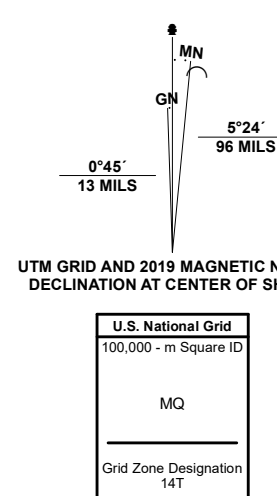 MN
GN
5°24´
96 MILS
0°45´
13 MILS
UTM GRID AND 2019 MAGNETIC N
DECLINATION AT CENTER OF SH
U.S. National Grid
100,000 - m Square ID
MQ
Grid Zone Designation
14T